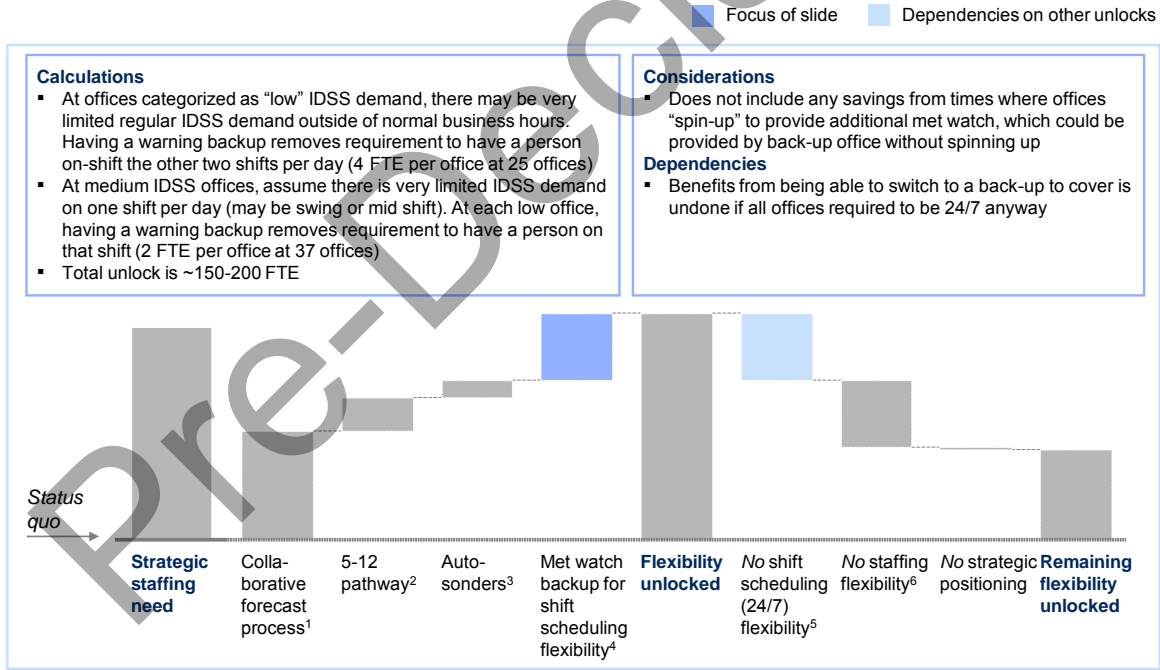 Focus of slide
Dependencies on other unlocks
Calculations
▪ At offices categorized as “low” IDSS demand, there may be very
limited regular IDSS demand outside of normal business hours.
Having a warning backup removes requirement to have a person
on-shift the other two shifts per day (4 FTE per office at 25 offices)
▪ At medium IDSS offices, assume there is very limited IDSS demand
on one shift per day (may be swing or mid shift). At each low office,
having a warning backup removes requirement to have a person on
that shift (2 FTE per office at 37 offices)
▪ Total unlock is ~150-200 FTE
Considerations
▪ Does not include any savings from times where offices
“spin-up” to provide additional met watch, which could be
provided by back-up office without spinning up
Dependencies
▪ Benefits from being able to switch to a back-up to cover is
undone if all offices required to be 24/7 anyway
Status
quo
Strategic
staffing
need
Colla-
borative
forecast
process1
5-12
pathway2
Auto-
sonders3
Met watch
backup for
shift
scheduling
flexibility4
Flexibility
unlocked
No shift
scheduling
(24/7)
flexibility5
No staffing
flexibility6
No strategic
positioning
Remaining
flexibility
unlocked